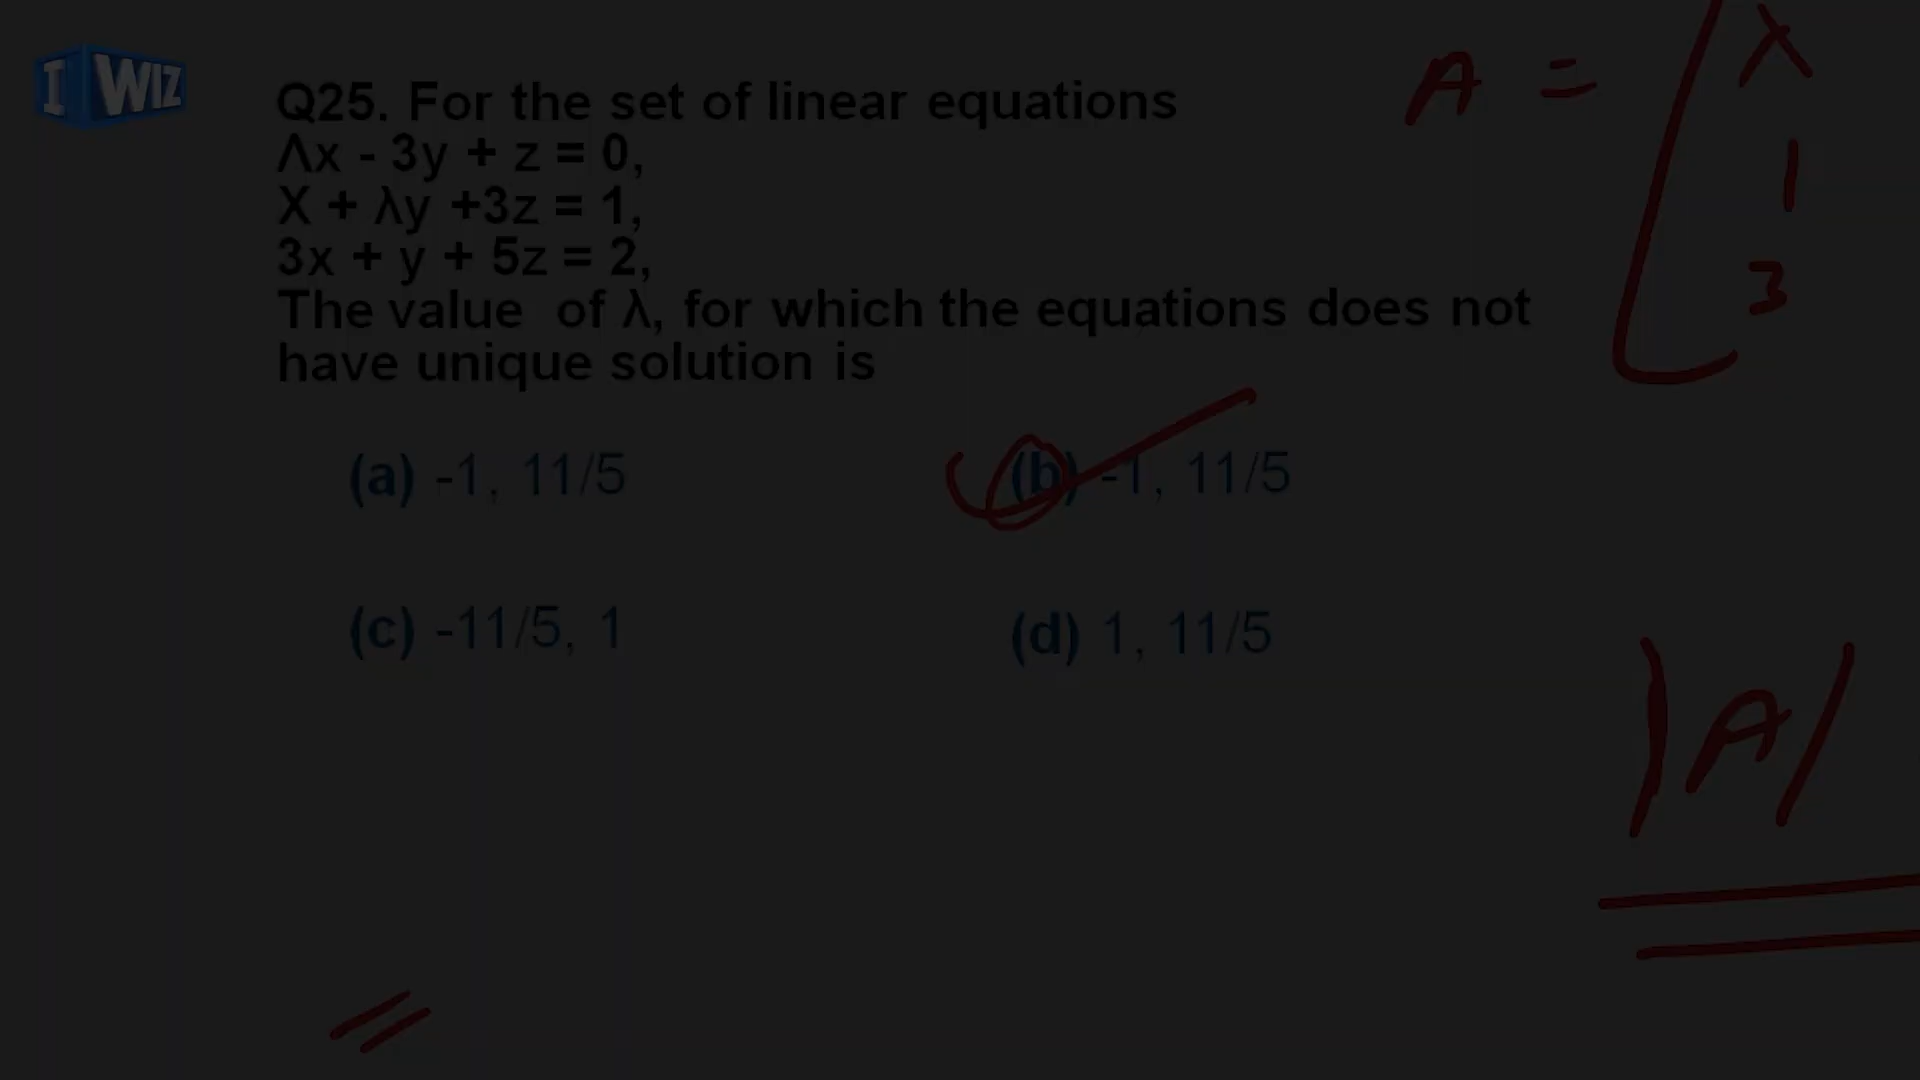 I WIZ
Q25. For the set of linear equations
Λx - 3y + z = 0,
X + λy +3z = 1,
3x + y + 5z = 2,
The value of λ, for which the equations does not
have unique solution is
(a) -1, 11/5
(b) -1, 11/5
(c) -11/5, 1
(d) 1, 11/5
A =
λ
1
3
|A|